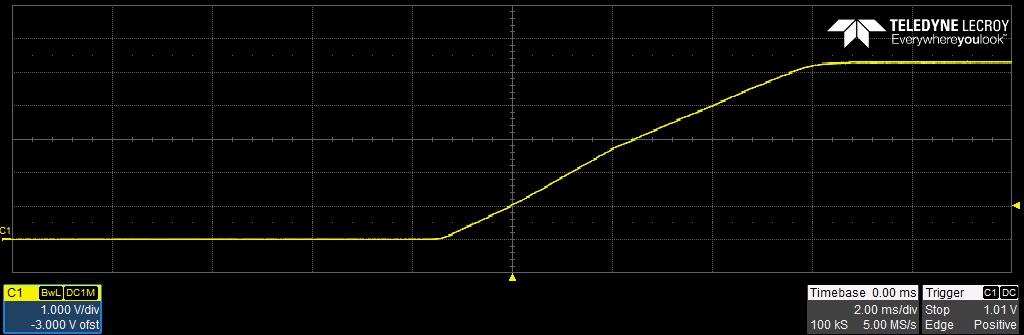 TELEDYNE LECROY
Everywhereyoulook™
C1
C1 BwL DC1M
1.000 V/div
-3.000 V ofst
Timebase 0.00 ms
2.00 ms/div
100 kS 5.00 MS/s
Trigger C1 DC
Stop 1.01 V
Edge Positive